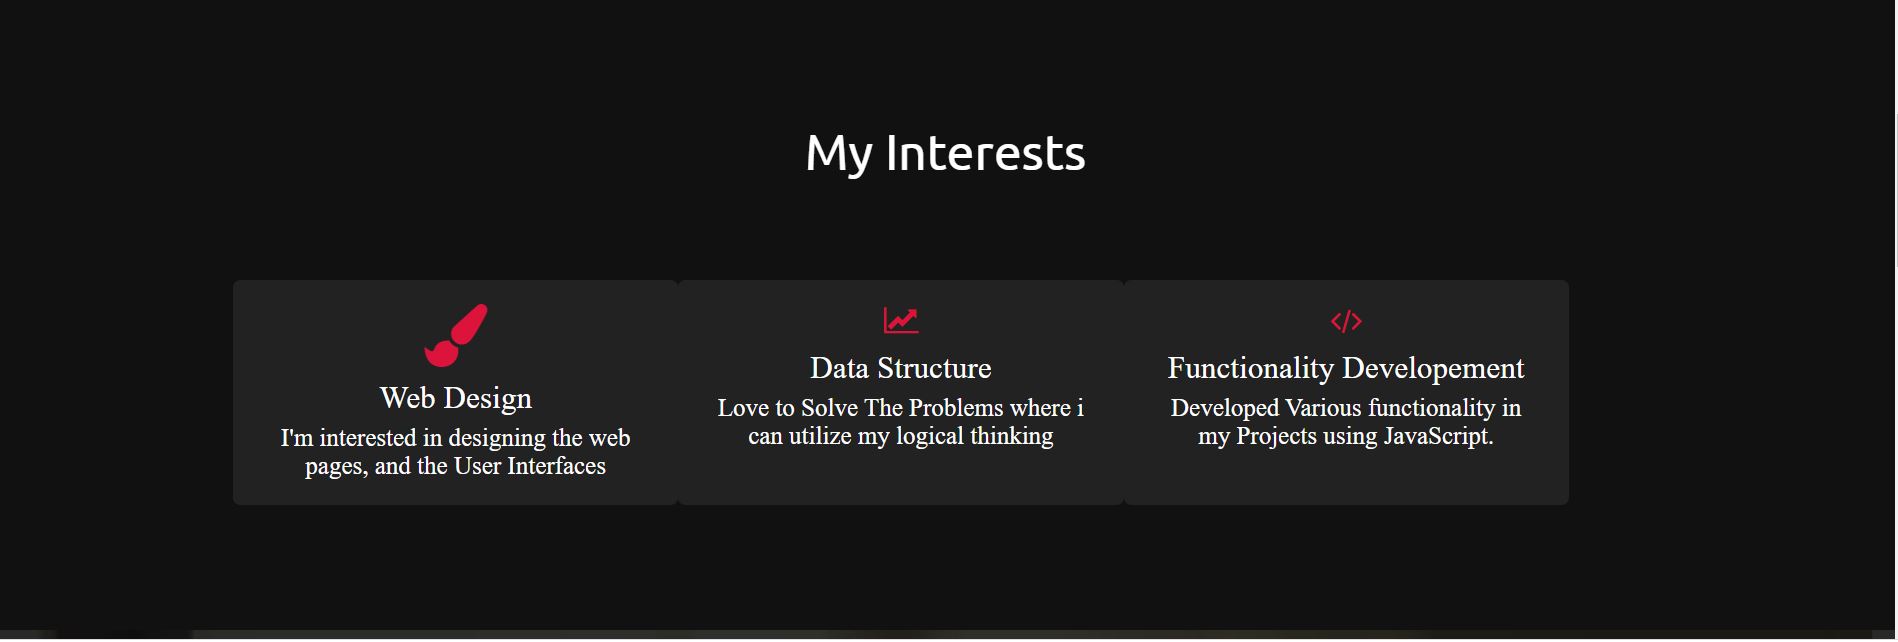 My Interests
Web Design
I'm interested in designing the web
pages, and the User Interfaces
Data Structure
Love to Solve The Problems where i
can utilize my logical thinking
Functionality Developement
Developed Various functionality in
my Projects using JavaScript.